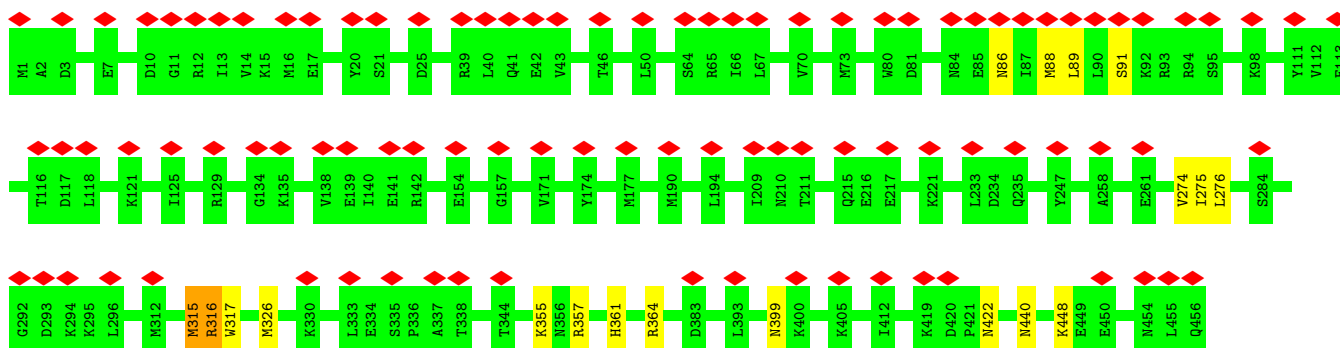 M1 A2 D3 E7 D10 G11 R12 I13 V14 K15 M16 E17 Y20 S21 D25 R39 L40 Q41 E42 V43 T46 L50 S64 R65 I66 L67 V70 M73 W80 D81 N84 E85 N86 I87 M88 L89 L90 S91 K92 R93 R94 S95 K98 Y111 V112
T116 D117 L118 K121 I125 R129 G134 K135 V138 E139 I140 E141 R142 E154 G157 V171 Y174 M177 M190 L194 I209 N210 T211 Q215 E216 E217 K221 L233 D234 Q235 Y247 A258 E261 V274 I275 L276 S284
G292 D293 K294 K295 L296 M312 M315 R316 W317 M326 K330 L333 E334 S335 P336 A337 T338 T344 K355 N356 R357 H361 R364 D383 L393 N399 K400 K405 I412 K419 D420 P421 N422 N440 K448 E449 E450 N454 L455 Q456